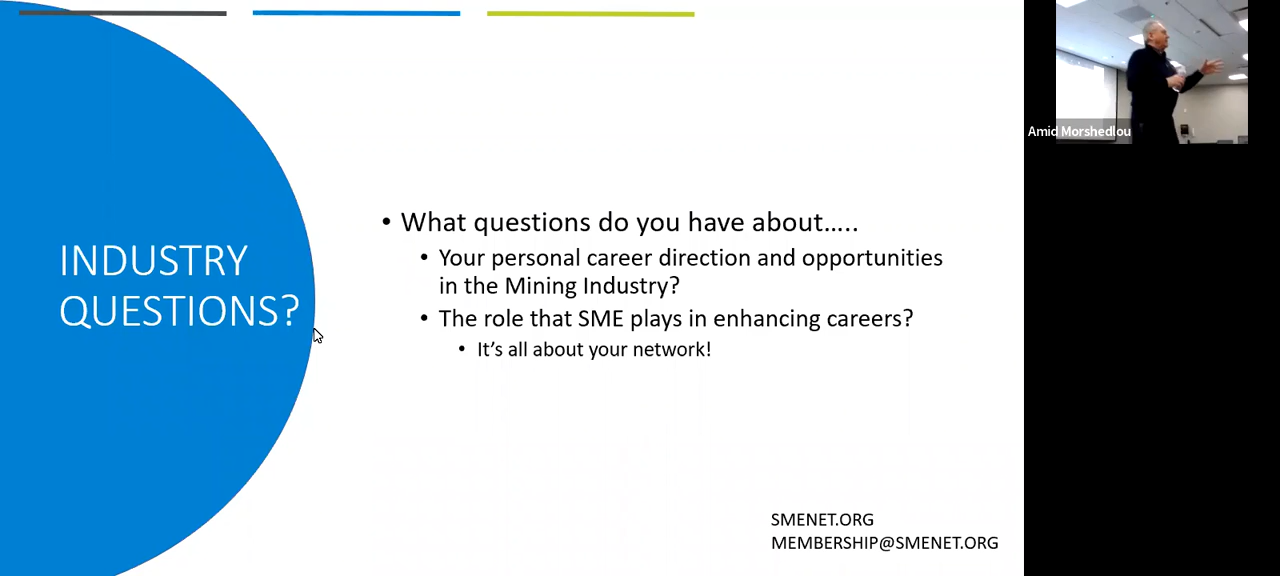 INDUSTRY
QUESTIONS?
• What questions do you have about…..
• Your personal career direction and opportunities
in the Mining Industry?
• The role that SME plays in enhancing careers?
• It’s all about your network!
SMENET.ORG
MEMBERSHIP@SMENET.ORG
Amid Morshedlou